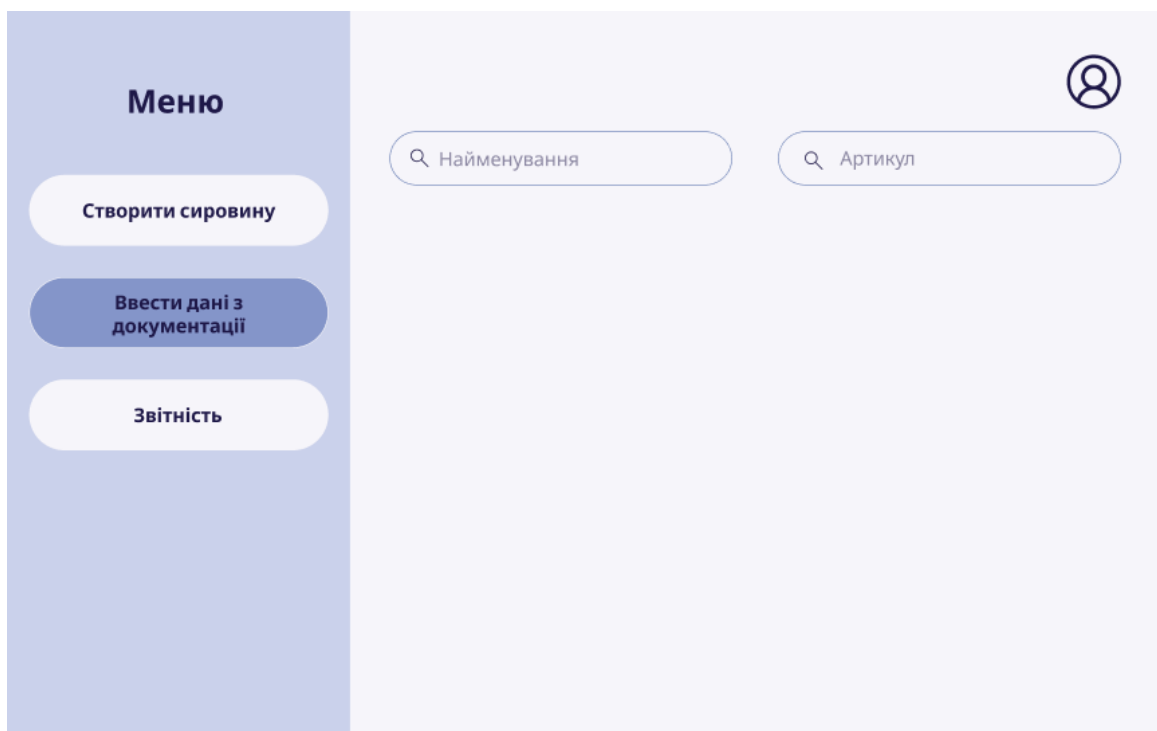 Меню
Найменування
Артикул
Створити сировину
Ввести дані з
документації
Звітність